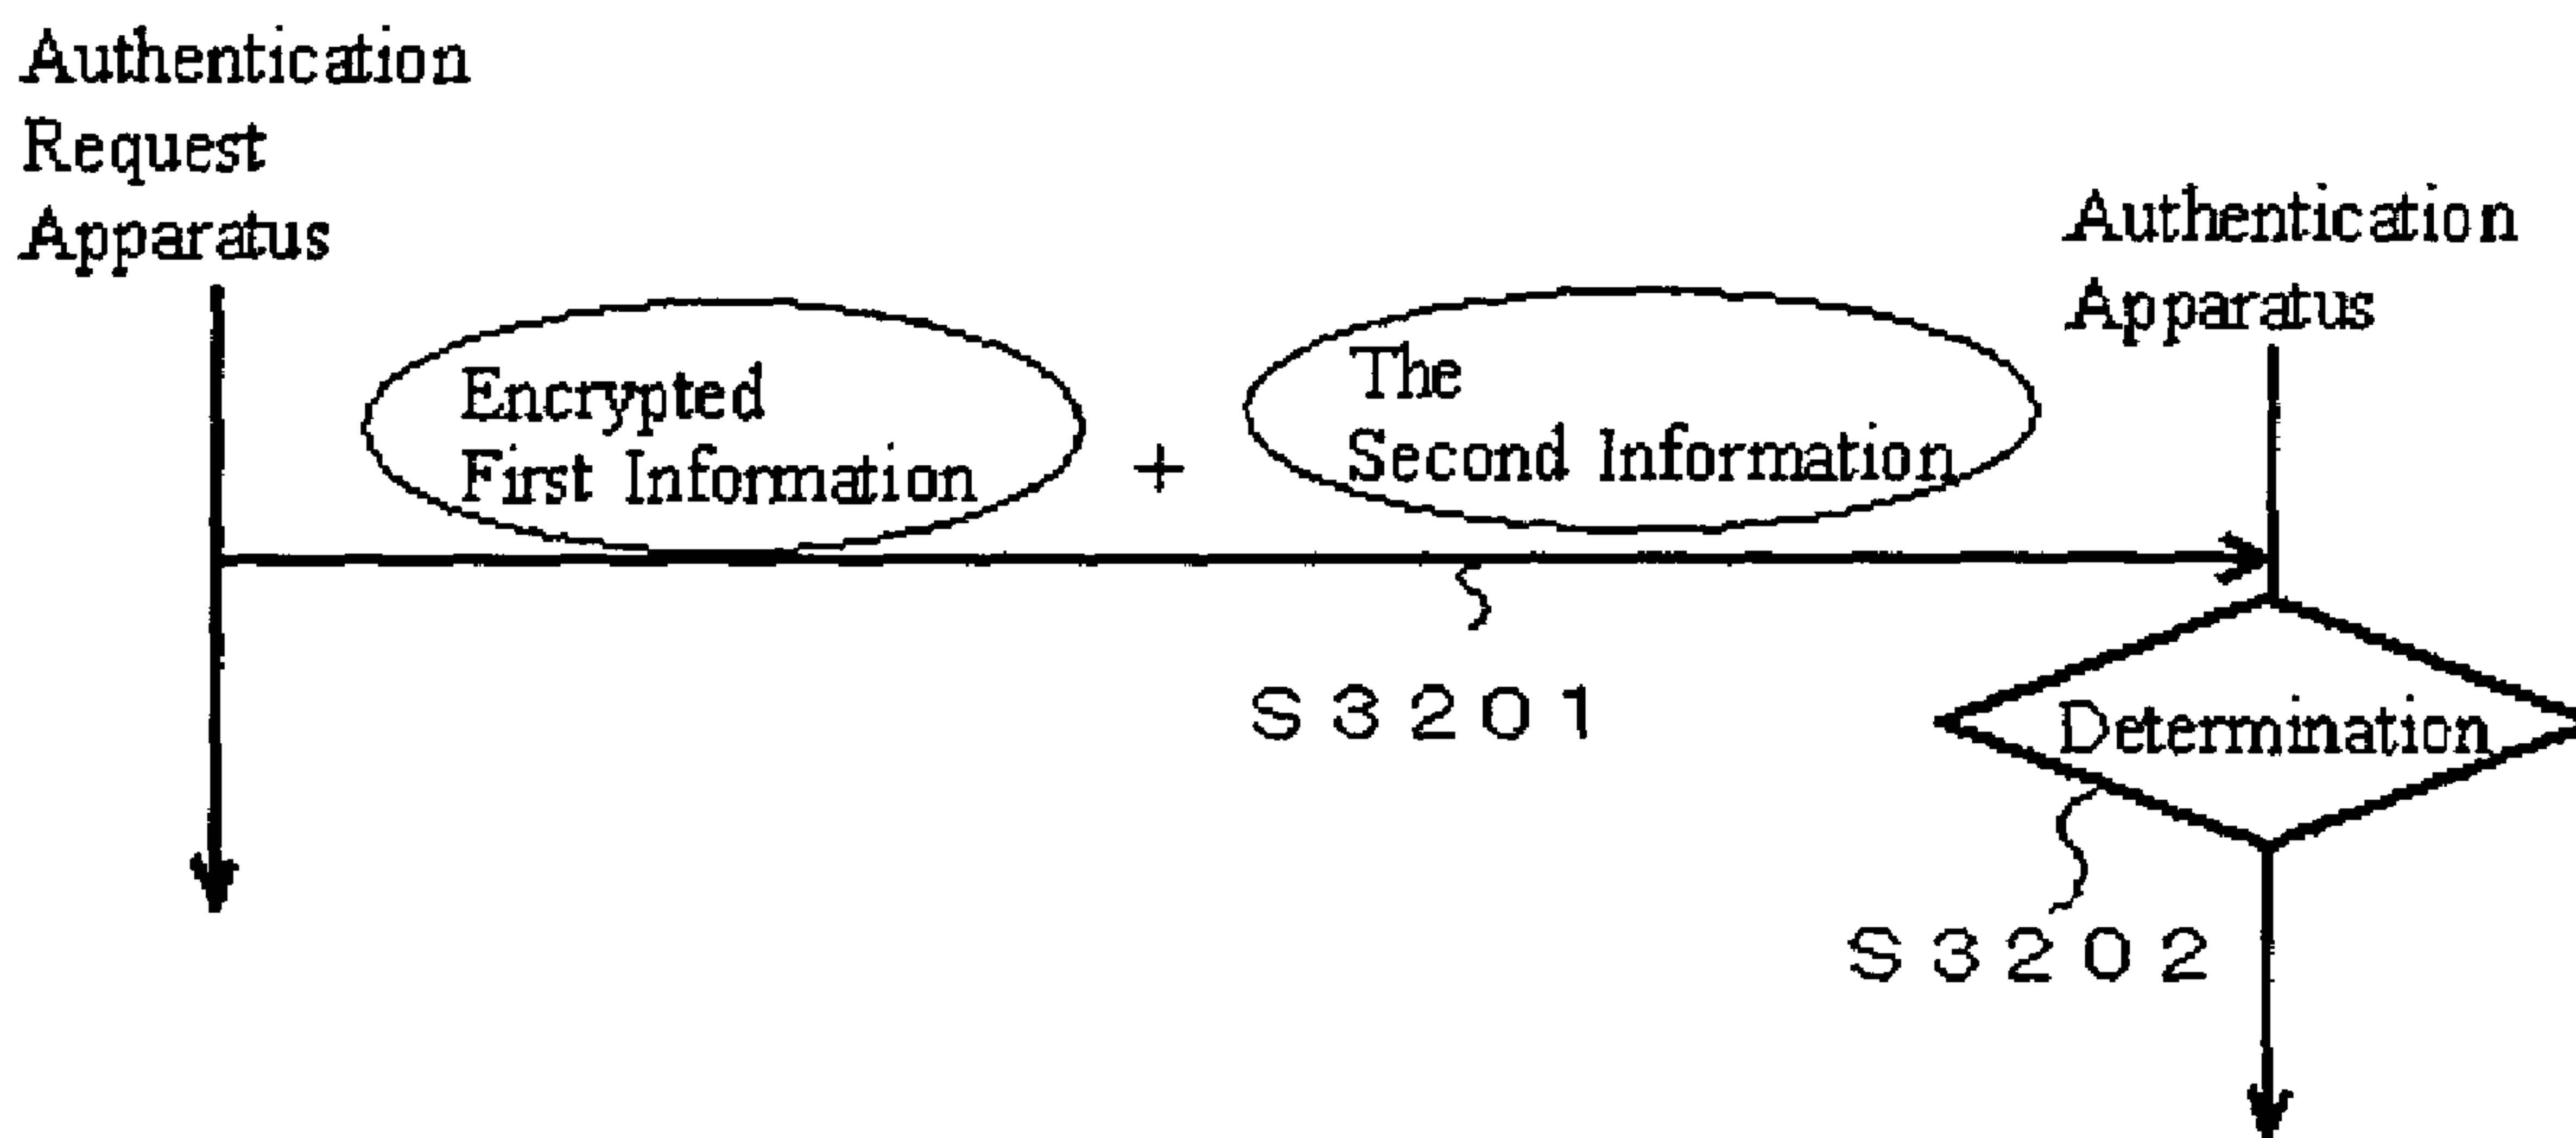 Authentication
Request
Apparatus
Authentication
Apparatus
Encrypted
First Information
+
The
Second Information
S3201
Determination
S3202